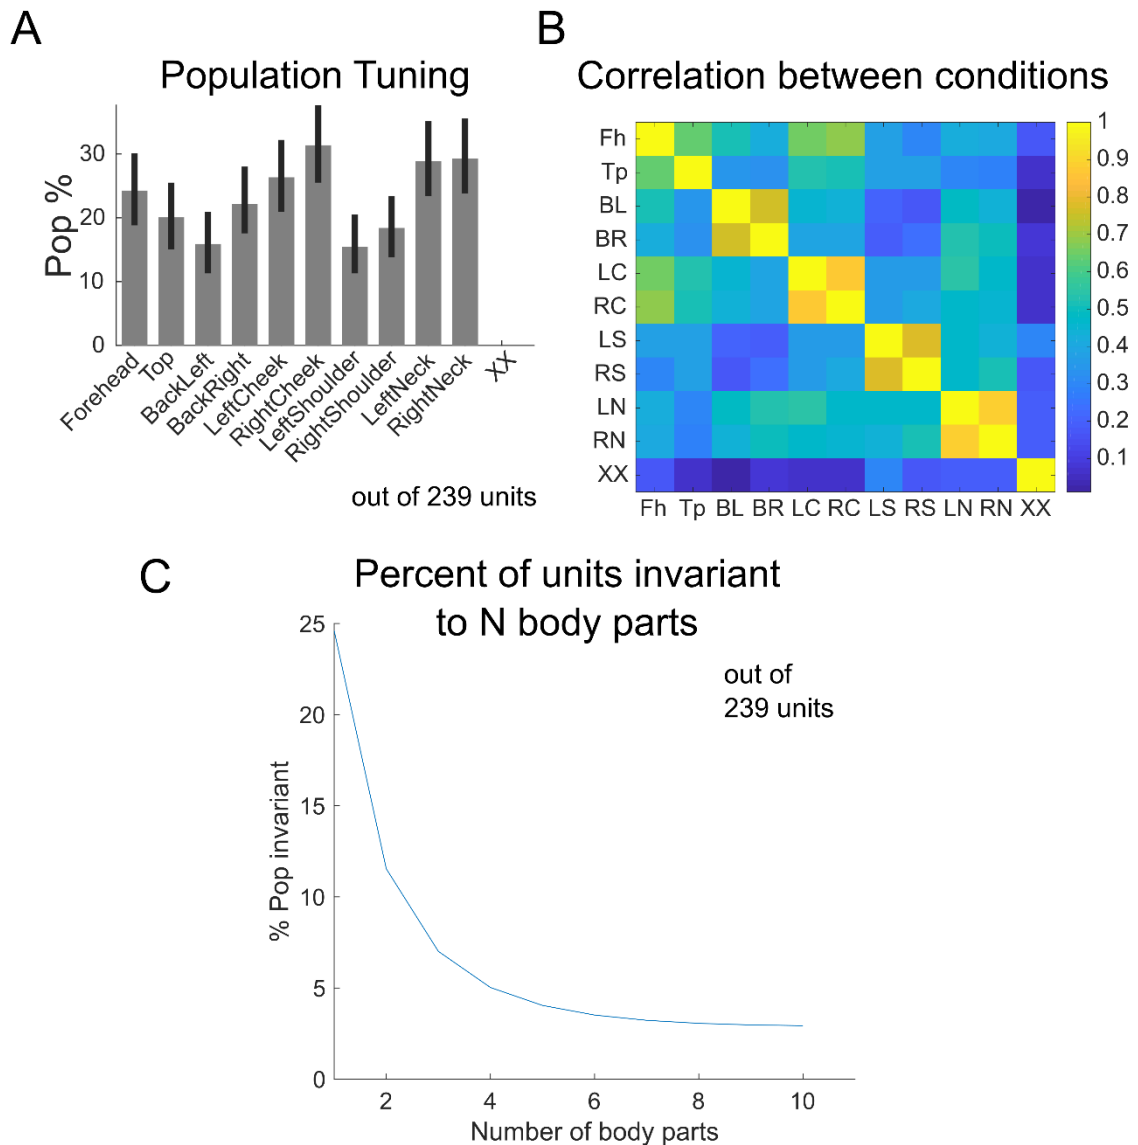 A
Population Tuning
Pop %
30
20
10
0
Forehead
Top
BackLeft
BackRight
LeftCheek
RightCheek
LeftShoulder
RightShoulder
LeftNeck
RightNeck
XX
out of 239 units
B
Correlation between conditions
Fh
Tp
BL
BR
LC
RC
LS
RS
LN
RN
XX
Fh Tp BL BR LC RC LS RS LN RN XX
1
0.9
0.8
0.7
0.6
0.5
0.4
0.3
0.2
0.1
C
Percent of units invariant
to N body parts
out of
239 units
% Pop invariant
25
20
15
10
5
0
2 4 6 8 10
Number of body parts